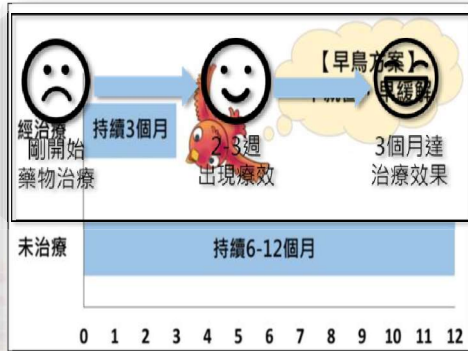 【早鳥方案】
早緩解
經治療
持續3個月
剛開始
藥物治療
2-3週
出現療效
3個月達
治療效果
未治療
持續6-12個月
0 1 2 3 4 5 6 7 8 9 10 11 12